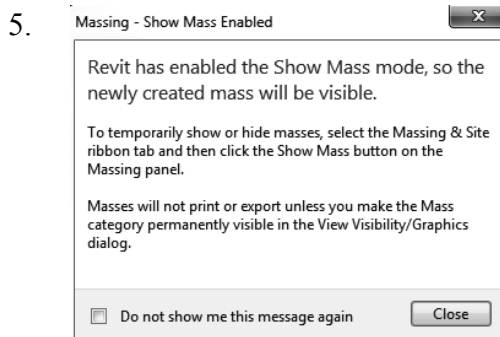 5.
Massing - Show Mass Enabled
x
Revit has enabled the Show Mass mode, so the
newly created mass will be visible.
To temporarily show or hide masses, select the Massing & Site
ribbon tab and then click the Show Mass button on the
Massing panel.
Masses will not print or export unless you make the Mass
category permanently visible in the View Visibility/Graphics
dialog.
Do not show me this message again
Close